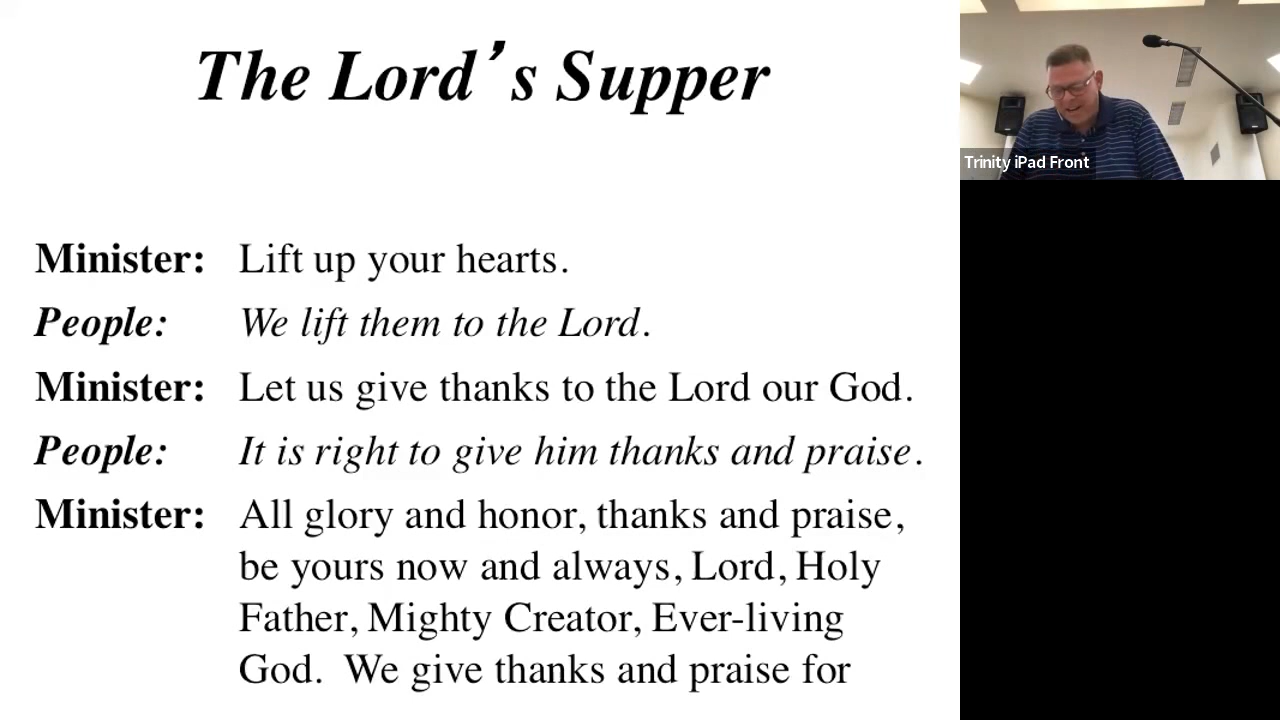 The Lord’s Supper
Minister: Lift up your hearts.
People: We lift them to the Lord.
Minister: Let us give thanks to the Lord our God.
People: It is right to give him thanks and praise.
Minister: All glory and honor, thanks and praise,
be yours now and always, Lord, Holy
Father, Mighty Creator, Ever-living
God. We give thanks and praise for
Trinity iPad Front